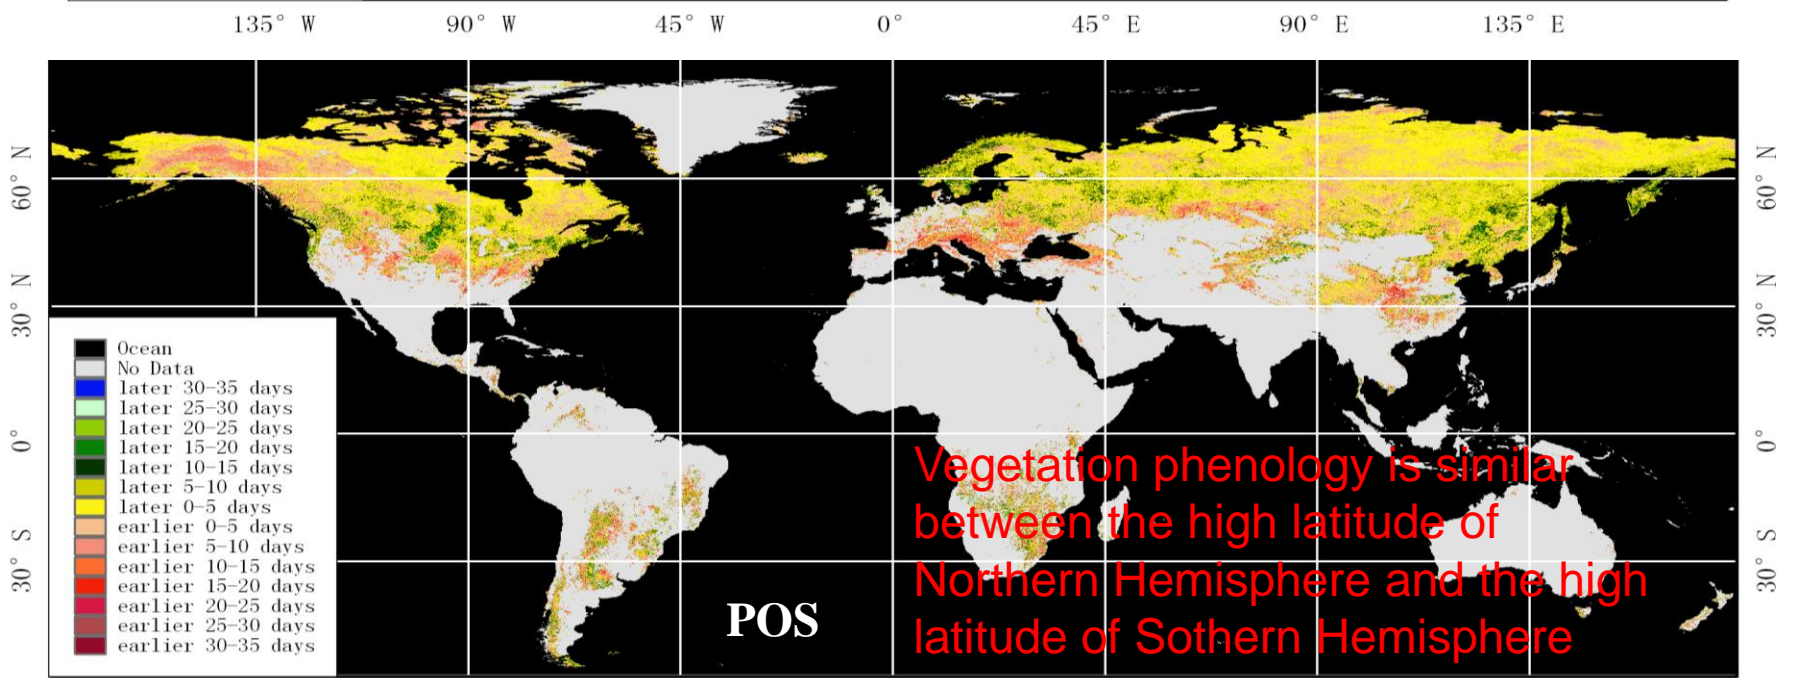 135° W 90° W 45° W 0° 45° E 90° E 135° E
60° N
30° N
0°
30° S
60° N
30° N
0°
30° S
Ocean
No Data
later 30-35 days
later 25-30 days
later 20-25 days
later 15-20 days
later 10-15 days
later 5-10 days
later 0-5 days
earlier 0-5 days
earlier 5-10 days
earlier 10-15 days
earlier 15-20 days
earlier 20-25 days
earlier 25-30 days
earlier 30-35 days
POS
Vegetation phenology is similar
between the high latitude of
Northern Hemisphere and the high
latitude of Sothern Hemisphere